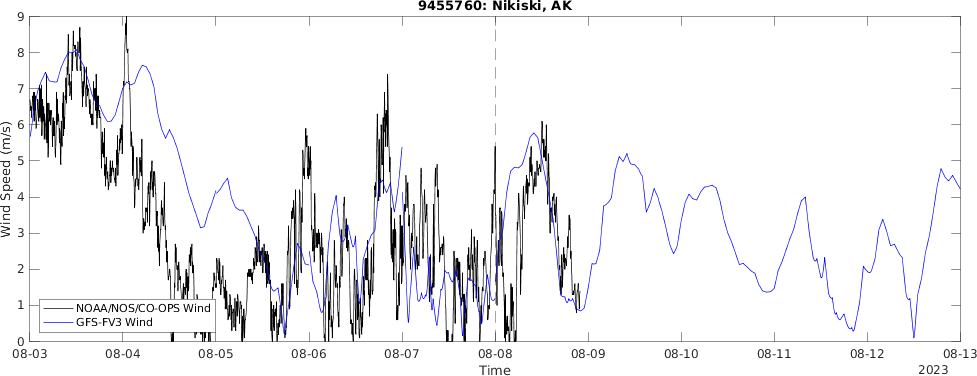 9455760: Nikiski, AK
9
8
7
6
5
4
3
2
1
0
Wind Speed (m/s)
NOAA/NOS/CO-OPS Wind
GFS-FV3 Wind
08-03 08-04 08-05 08-06 08-07 08-08 08-09 08-10 08-11 08-12 08-13
Time
2023